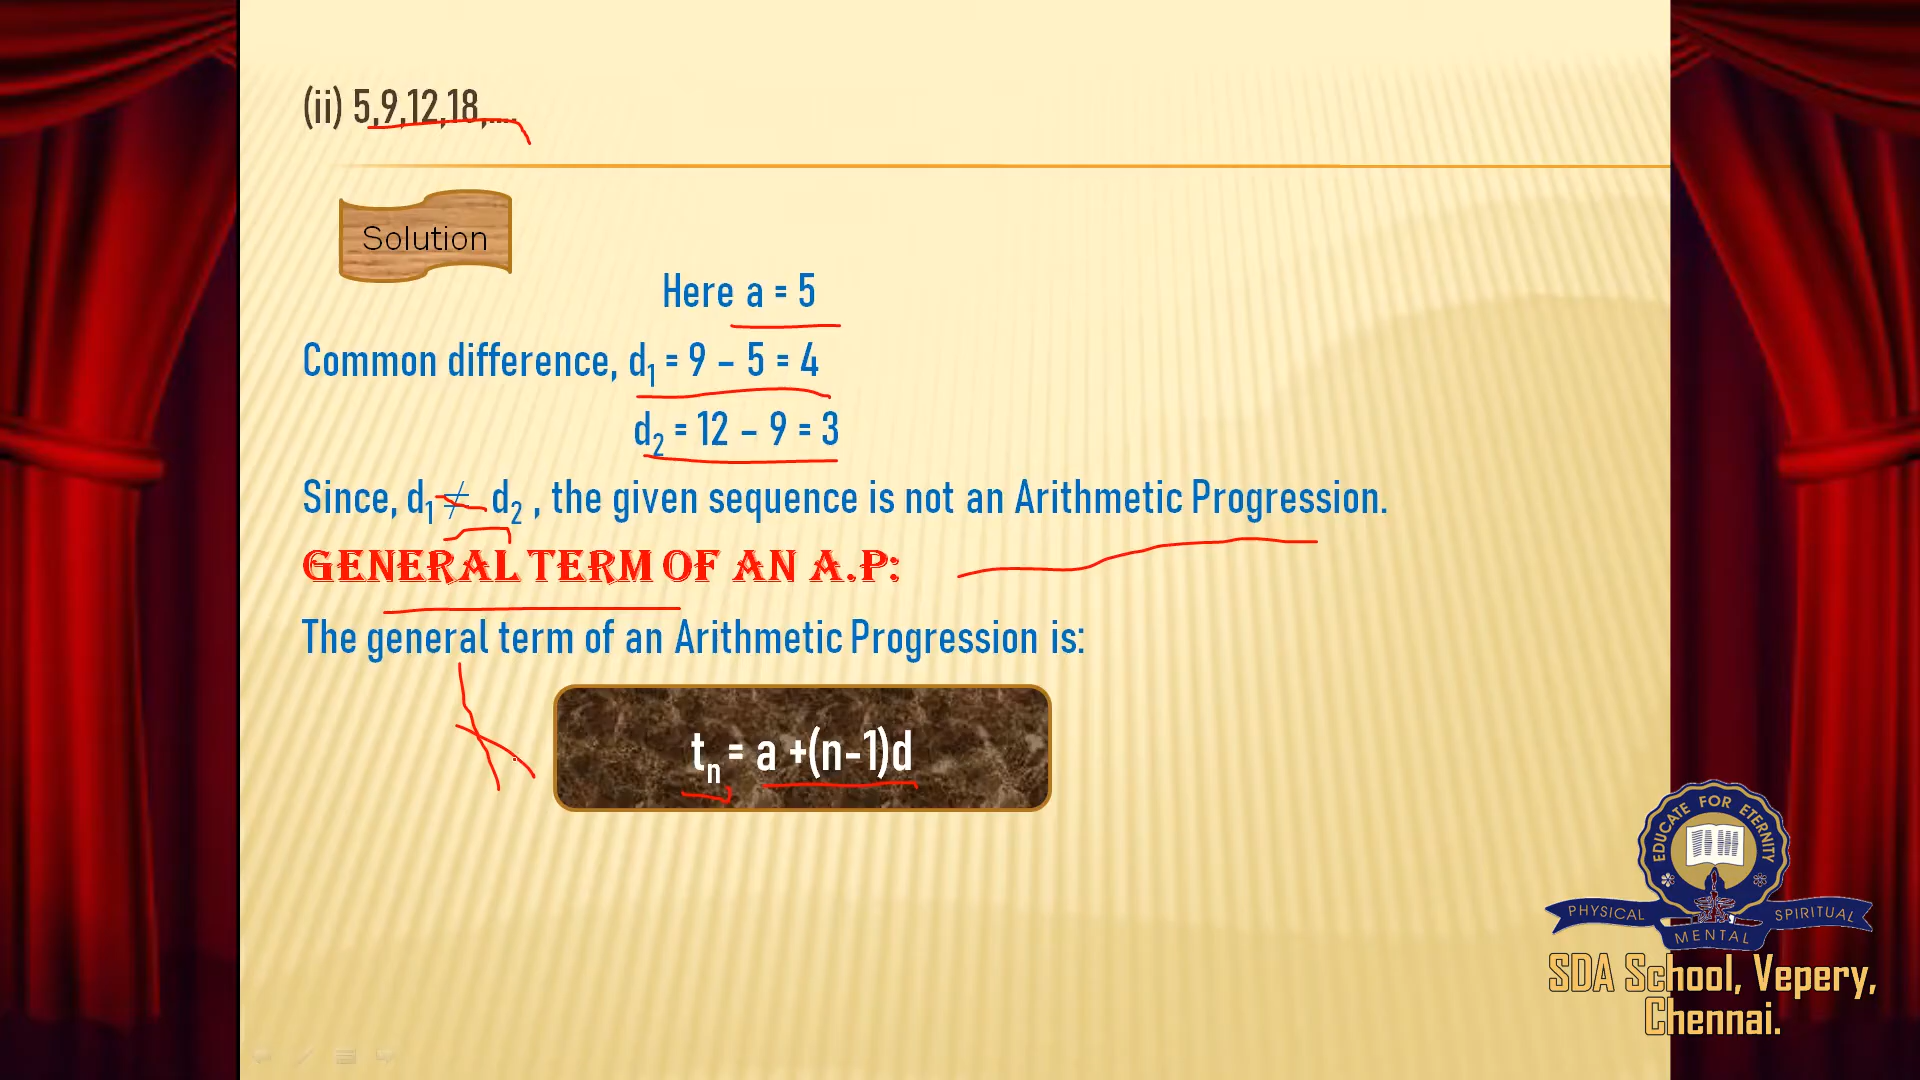 (ii) 5,9,12,18,....
Solution
Here a = 5
Common difference, d₁ = 9 – 5 = 4
d₂ = 12 – 9 = 3
Since, d₁ ≠ d₂ , the given sequence is not an Arithmetic Progression.
GENERAL TERM OF AN A.P:
The general term of an Arithmetic Progression is:
tₙ = a +(n-1)d
EDUCATE FOR ETERNITY
PHYSICAL MENTAL SPIRITUAL
SDA School, Vepery,
Chennai.